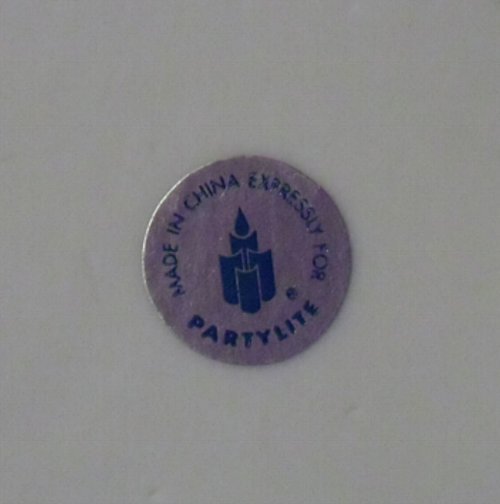 MADE IN CHINA EXPRESSLY FOR
PARTYLITE ®